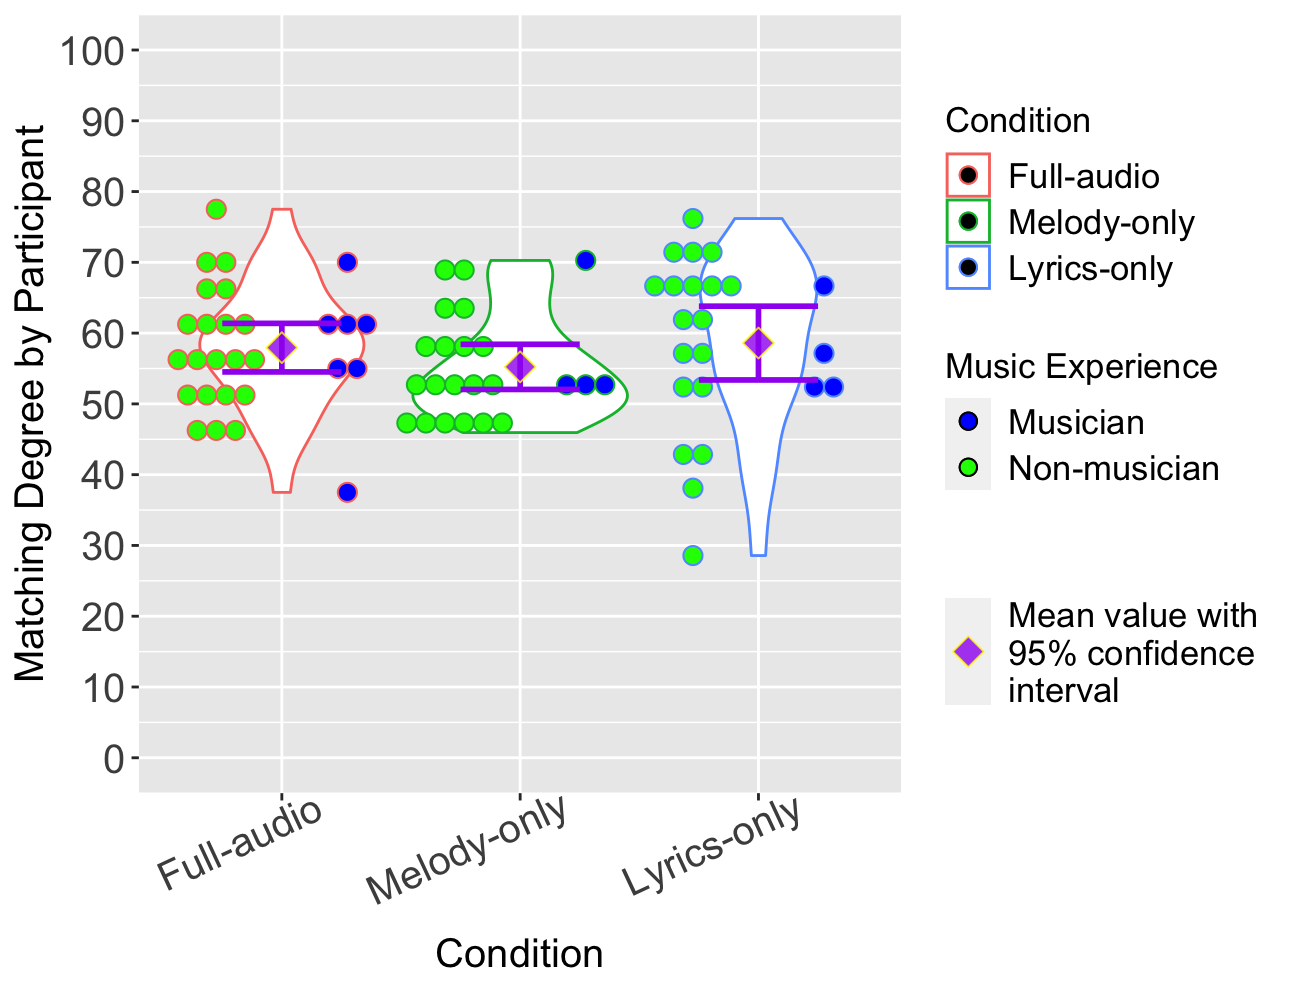 Matching Degree by Participant
100
90
80
70
60
50
40
30
20
10
0
Full-audio
Melody-only
Lyrics-only
Condition
Condition
Full-audio
Melody-only
Lyrics-only
Music Experience
Musician
Non-musician
Mean value with
95% confidence
interval